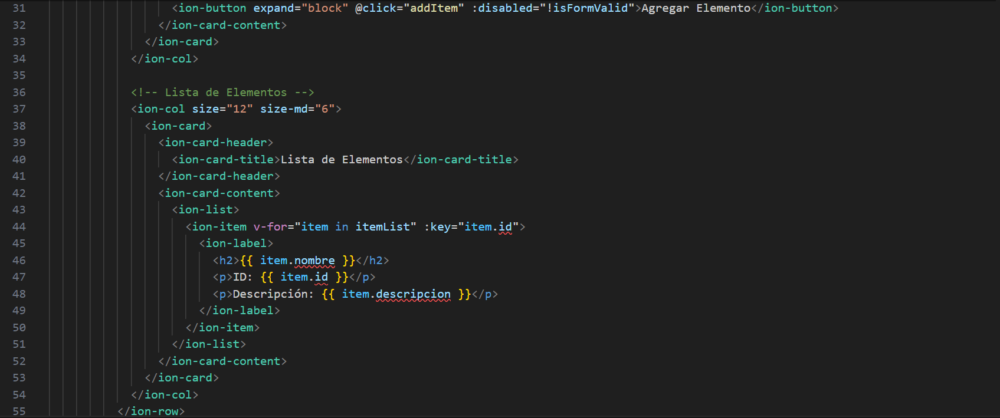 31 <ion-button expand="block" @click="addItem" :disabled="!isFormValid">Agregar Elemento</ion-button>
32 </ion-card-content>
33 </ion-card>
34 </ion-col>
35
36 <!-- Lista de Elementos -->
37 <ion-col size="12" size-md="6">
38 <ion-card>
39 <ion-card-header>
40 <ion-card-title>Lista de Elementos</ion-card-title>
41 </ion-card-header>
42 <ion-card-content>
43 <ion-list>
44 <ion-item v-for="item in itemList" :key="item.id">
45 <ion-label>
46 <h2>{{ item.nombre }}</h2>
47 <p>ID: {{ item.id }}</p>
48 <p>Descripción: {{ item.descripcion }}</p>
49 </ion-label>
50 </ion-item>
51 </ion-list>
52 </ion-card-content>
53 </ion-card>
54 </ion-col>
55 </ion-row>